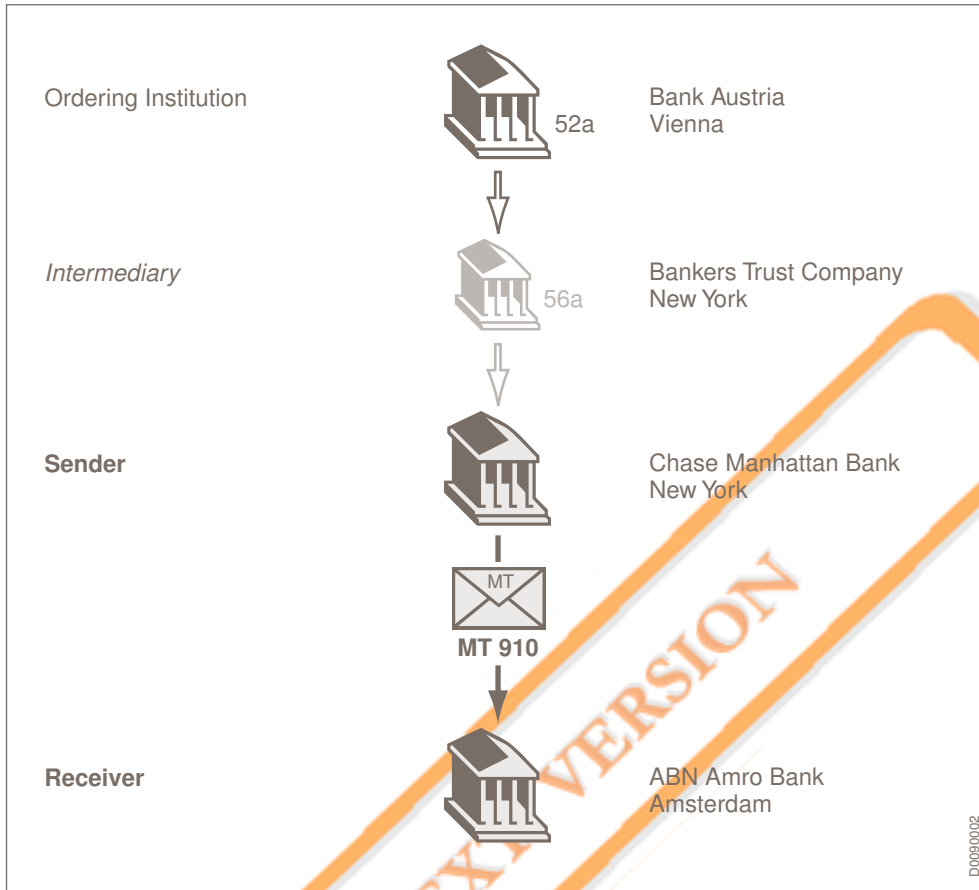 Ordering Institution
52a
Bank Austria
Vienna
Intermediary
56a
Bankers Trust Company
New York
Sender
Chase Manhattan Bank
New York
MT
MT 910
Receiver
ABN Amro Bank
Amsterdam
D0090002
VERSION